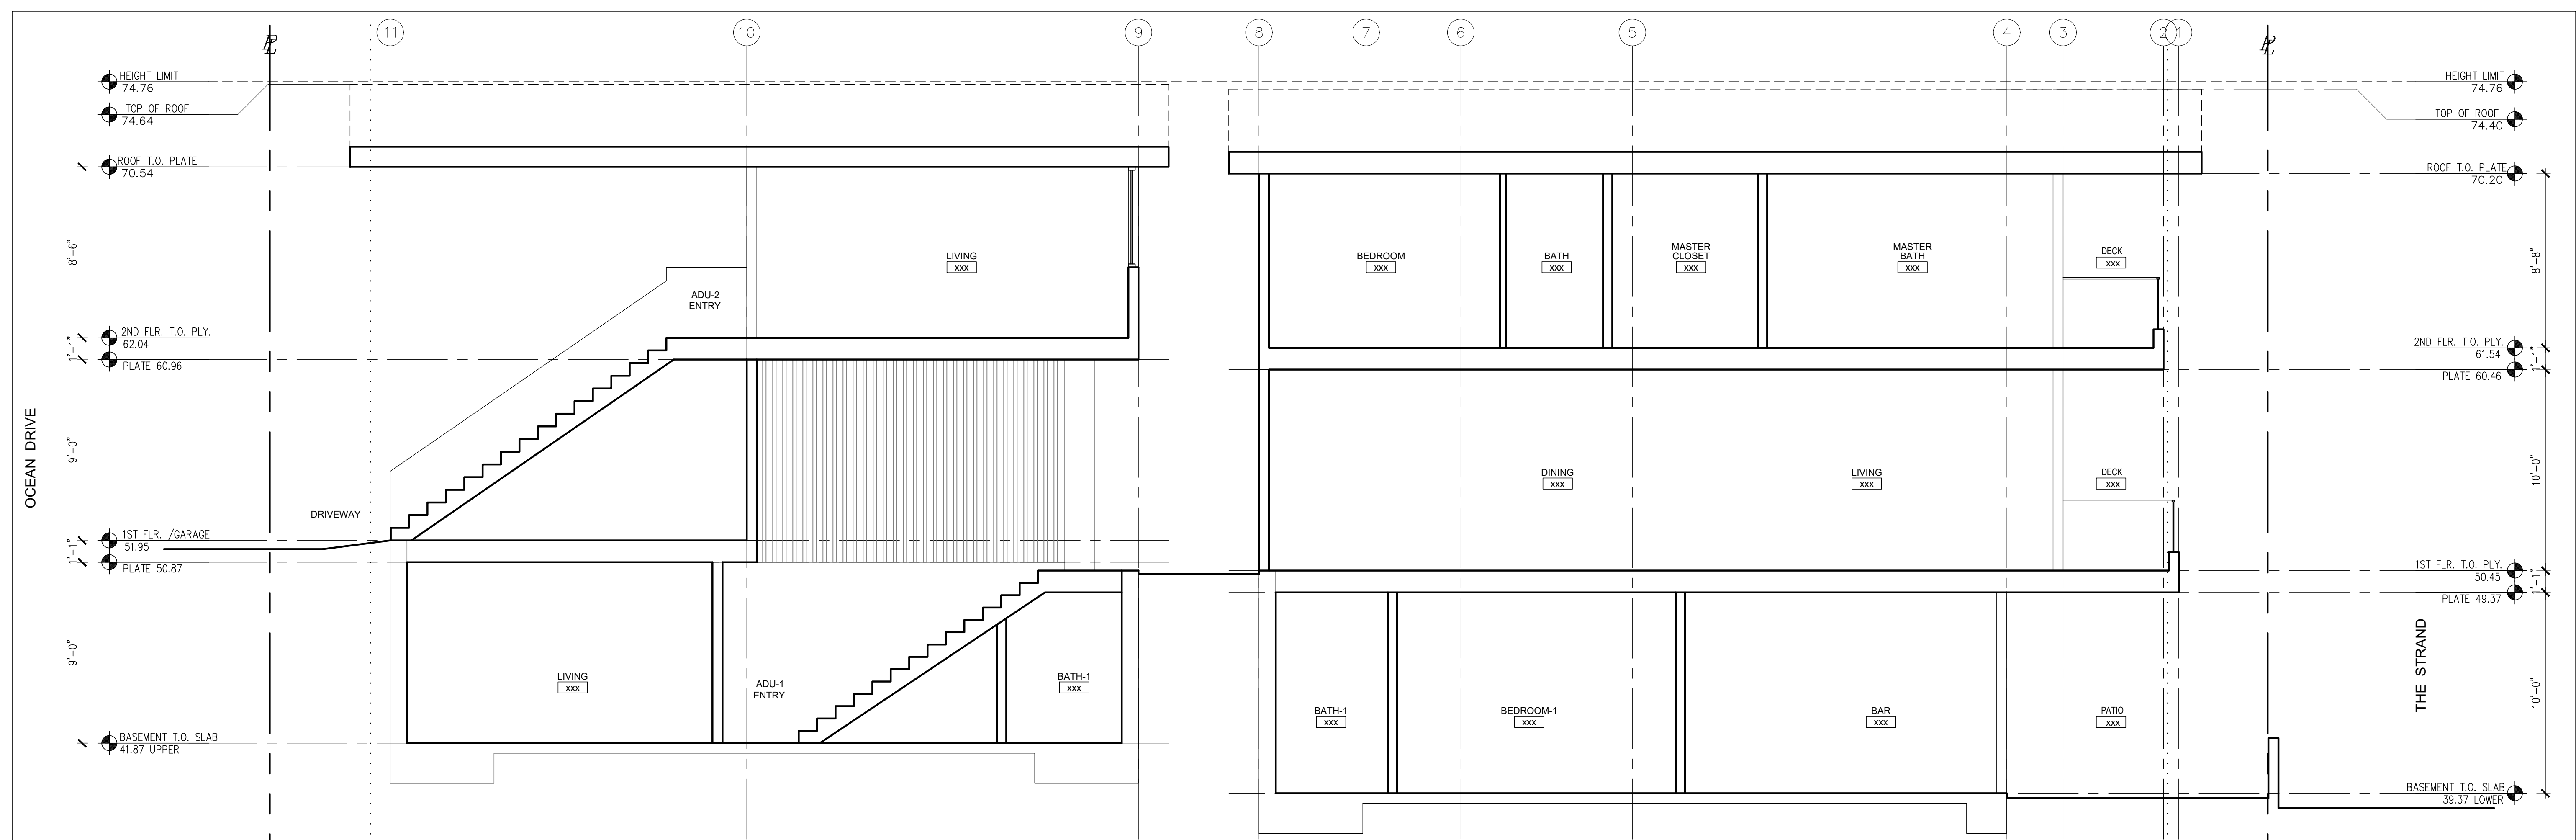 11
10
9
8
7
6
5
4
3
2
1
PL
PL
HEIGHT LIMIT
74.76
TOP OF ROOF
74.64
ROOF T.O. PLATE
70.54
8'-6"
2ND FLR. T.O. PLY.
62.04
1'-1"
PLATE 60.96
9'-0"
1ST FLR. /GARAGE
51.95
1'-1"
PLATE 50.87
9'-0"
BASEMENT T.O. SLAB
41.87 UPPER
OCEAN DRIVE
DRIVEWAY
ADU-2
ENTRY
LIVING
xxx
LIVING
xxx
ADU-1
ENTRY
BATH-1
xxx
BEDROOM
xxx
BATH
xxx
MASTER
CLOSET
xxx
MASTER
BATH
xxx
DECK
xxx
DINING
xxx
LIVING
xxx
DECK
xxx
BATH-1
xxx
BEDROOM-1
xxx
BAR
xxx
PATIO
xxx
HEIGHT LIMIT
74.76
TOP OF ROOF
74.40
ROOF T.O. PLATE
70.20
8'-8"
2ND FLR. T.O. PLY.
61.54
1'-1"
PLATE 60.46
10'-0"
1ST FLR. T.O. PLY.
50.45
1'-1"
PLATE 49.37
10'-0"
THE STRAND
BASEMENT T.O. SLAB
39.37 LOWER